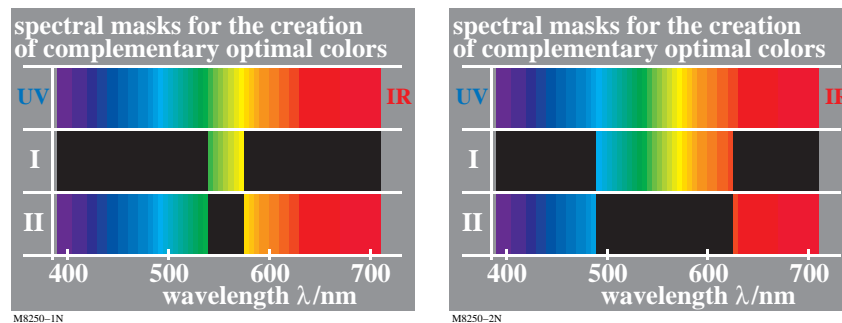 spectral masks for the creation
of complementary optimal colors
UV IR
I
II
400 500 600 700
wavelength λ/nm
M8250−1N
spectral masks for the creation
of complementary optimal colors
UV IR
I
II
400 500 600 700
wavelength λ/nm
M8250−2N